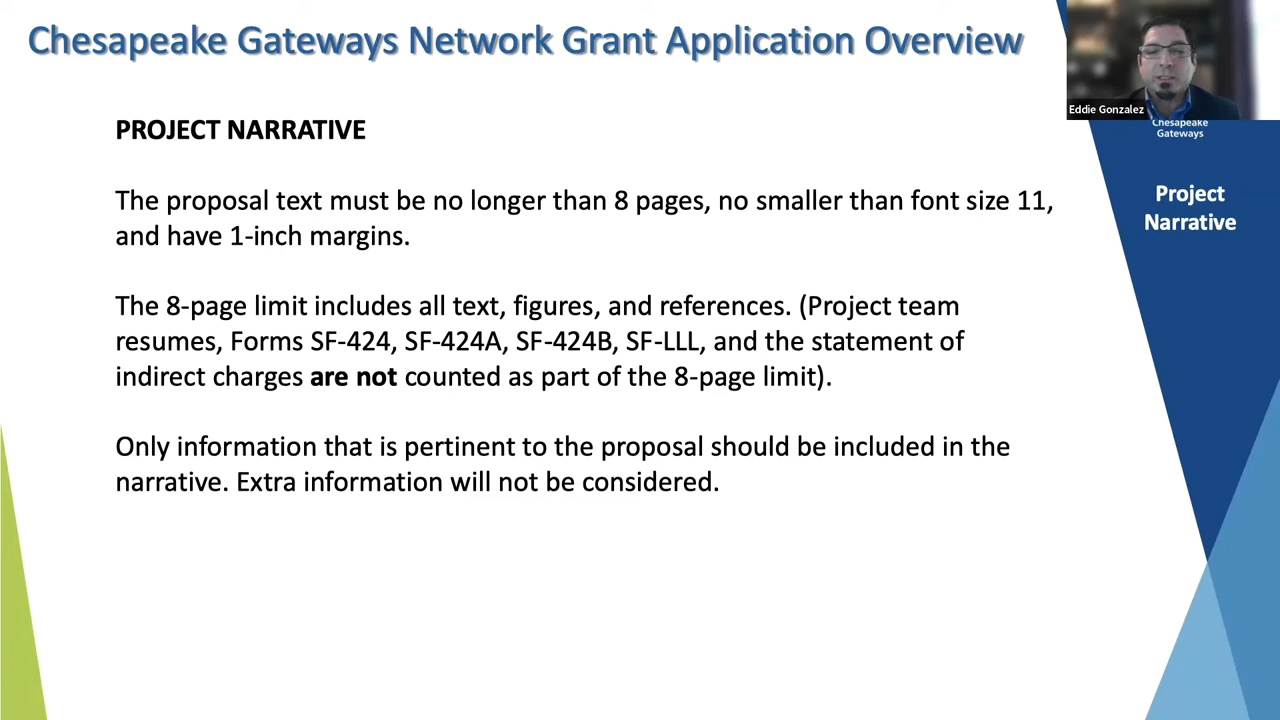 Chesapeake Gateways Network Grant Application Overview
Eddie Gonzalez
Chesapeake
Gateways
Project
Narrative
PROJECT NARRATIVE
The proposal text must be no longer than 8 pages, no smaller than font size 11,
and have 1-inch margins.
The 8-page limit includes all text, figures, and references. (Project team
resumes, Forms SF-424, SF-424A, SF-424B, SF-LLL, and the statement of
indirect charges are not counted as part of the 8-page limit).
Only information that is pertinent to the proposal should be included in the
narrative. Extra information will not be considered.